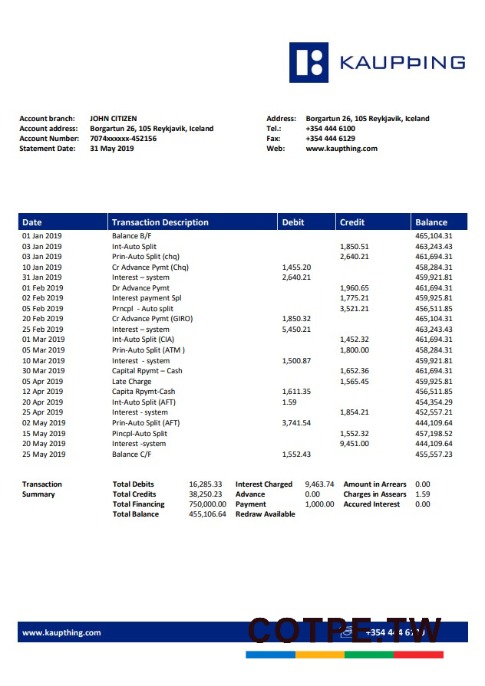 KAUPÞING
Account branch: JOHN CITIZEN
Account address: Borgartun 26, 105 Reykjavik, Iceland
Account Number: 7074xxxxxx-452156
Statement Date: 31 May 2019
Address: Borgartun 26, 105 Reykjavik, Iceland
Tel.: +354 444 6100
Fax: +354 444 6129
Web: www.kaupthing.com
Date Transaction Description Debit Credit Balance
01 Jan 2019 Balance B/F 465,104.31
03 Jan 2019 Int-Auto Split 1,850.51 463,243.43
03 Jan 2019 Prin-Auto Split (chq) 2,640.21 461,694.31
10 Jan 2019 Cr Advance Pymt (Chq) 1,455.20 458,284.31
31 Jan 2019 Interest – system 2,640.21 459,921.81
01 Feb 2019 Dr Advance Pymt 1,960.65 461,694.31
02 Feb 2019 Interest payment Spl 1,775.21 459,925.81
05 Feb 2019 Prncpl - Auto split 3,521.21 456,511.85
20 Feb 2019 Cr Advance Pymt (GIRO) 1,850.32 465,104.31
25 Feb 2019 Interest – system 5,450.21 463,243.43
01 Mar 2019 Int-Auto Split (CIA) 1,452.32 461,694.31
05 Mar 2019 Prin-Auto Split (ATM ) 1,800.00 458,284.31
10 Mar 2019 Interest - system 1,500.87 459,921.81
30 Mar 2019 Capital Rpymt – Cash 1,652.36 461,694.31
05 Apr 2019 Late Charge 1,565.45 459,925.81
12 Apr 2019 Capita Rpymt-Cash 1,611.35 456,511.85
20 Apr 2019 Int-Auto Split (AFT) 1.59 454,354.29
25 Apr 2019 Interest - system 1,854.21 452,557.21
02 May 2019 Prin-Auto Split (AFT) 3,741.54 444,109.64
15 May 2019 Pincpl-Auto Split 1,552.32 457,198.52
20 May 2019 Interest -system 9,451.00 444,109.64
25 May 2019 Balance C/F 1,552.43 455,557.23
Transaction Total Debits 16,285.33 Interest Charged 9,463.74 Amount in Arrears 0.00
Summary Total Credits 38,250.23 Advance 0.00 Charges in Assears 1.59
Total Financing 750,000.00 Payment 1,000.00 Accured Interest 0.00
Total Balance 455,106.64 Redraw Available
www.kaupthing.com
COTPE.TW